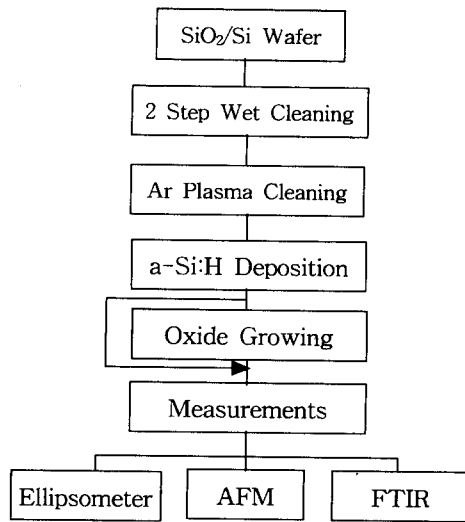 SiO₂/Si Wafer
2 Step Wet Cleaning
Ar Plasma Cleaning
a-Si:H Deposition
Oxide Growing
Measurements
Ellipsometer
AFM
FTIR